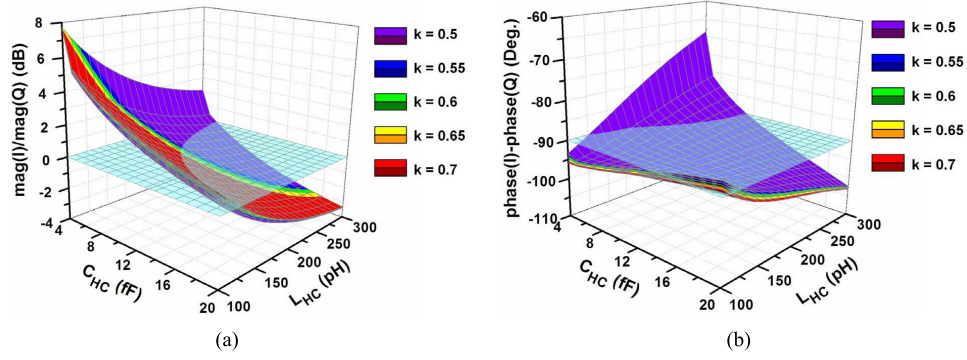 mag(I)/mag(Q) (dB)
8
6
4
2
0
-2
-4
4
8
12
16
20
C_HC (fF)
100
150
200
250
300
L_HC (pH)
k = 0.5
k = 0.55
k = 0.6
k = 0.65
k = 0.7
(a)
phase(I)-phase(Q) (Deg.)
-60
-70
-80
-90
-100
-110
4
8
12
16
20
C_HC (fF)
100
150
200
250
300
L_HC (pH)
k = 0.5
k = 0.55
k = 0.6
k = 0.65
k = 0.7
(b)